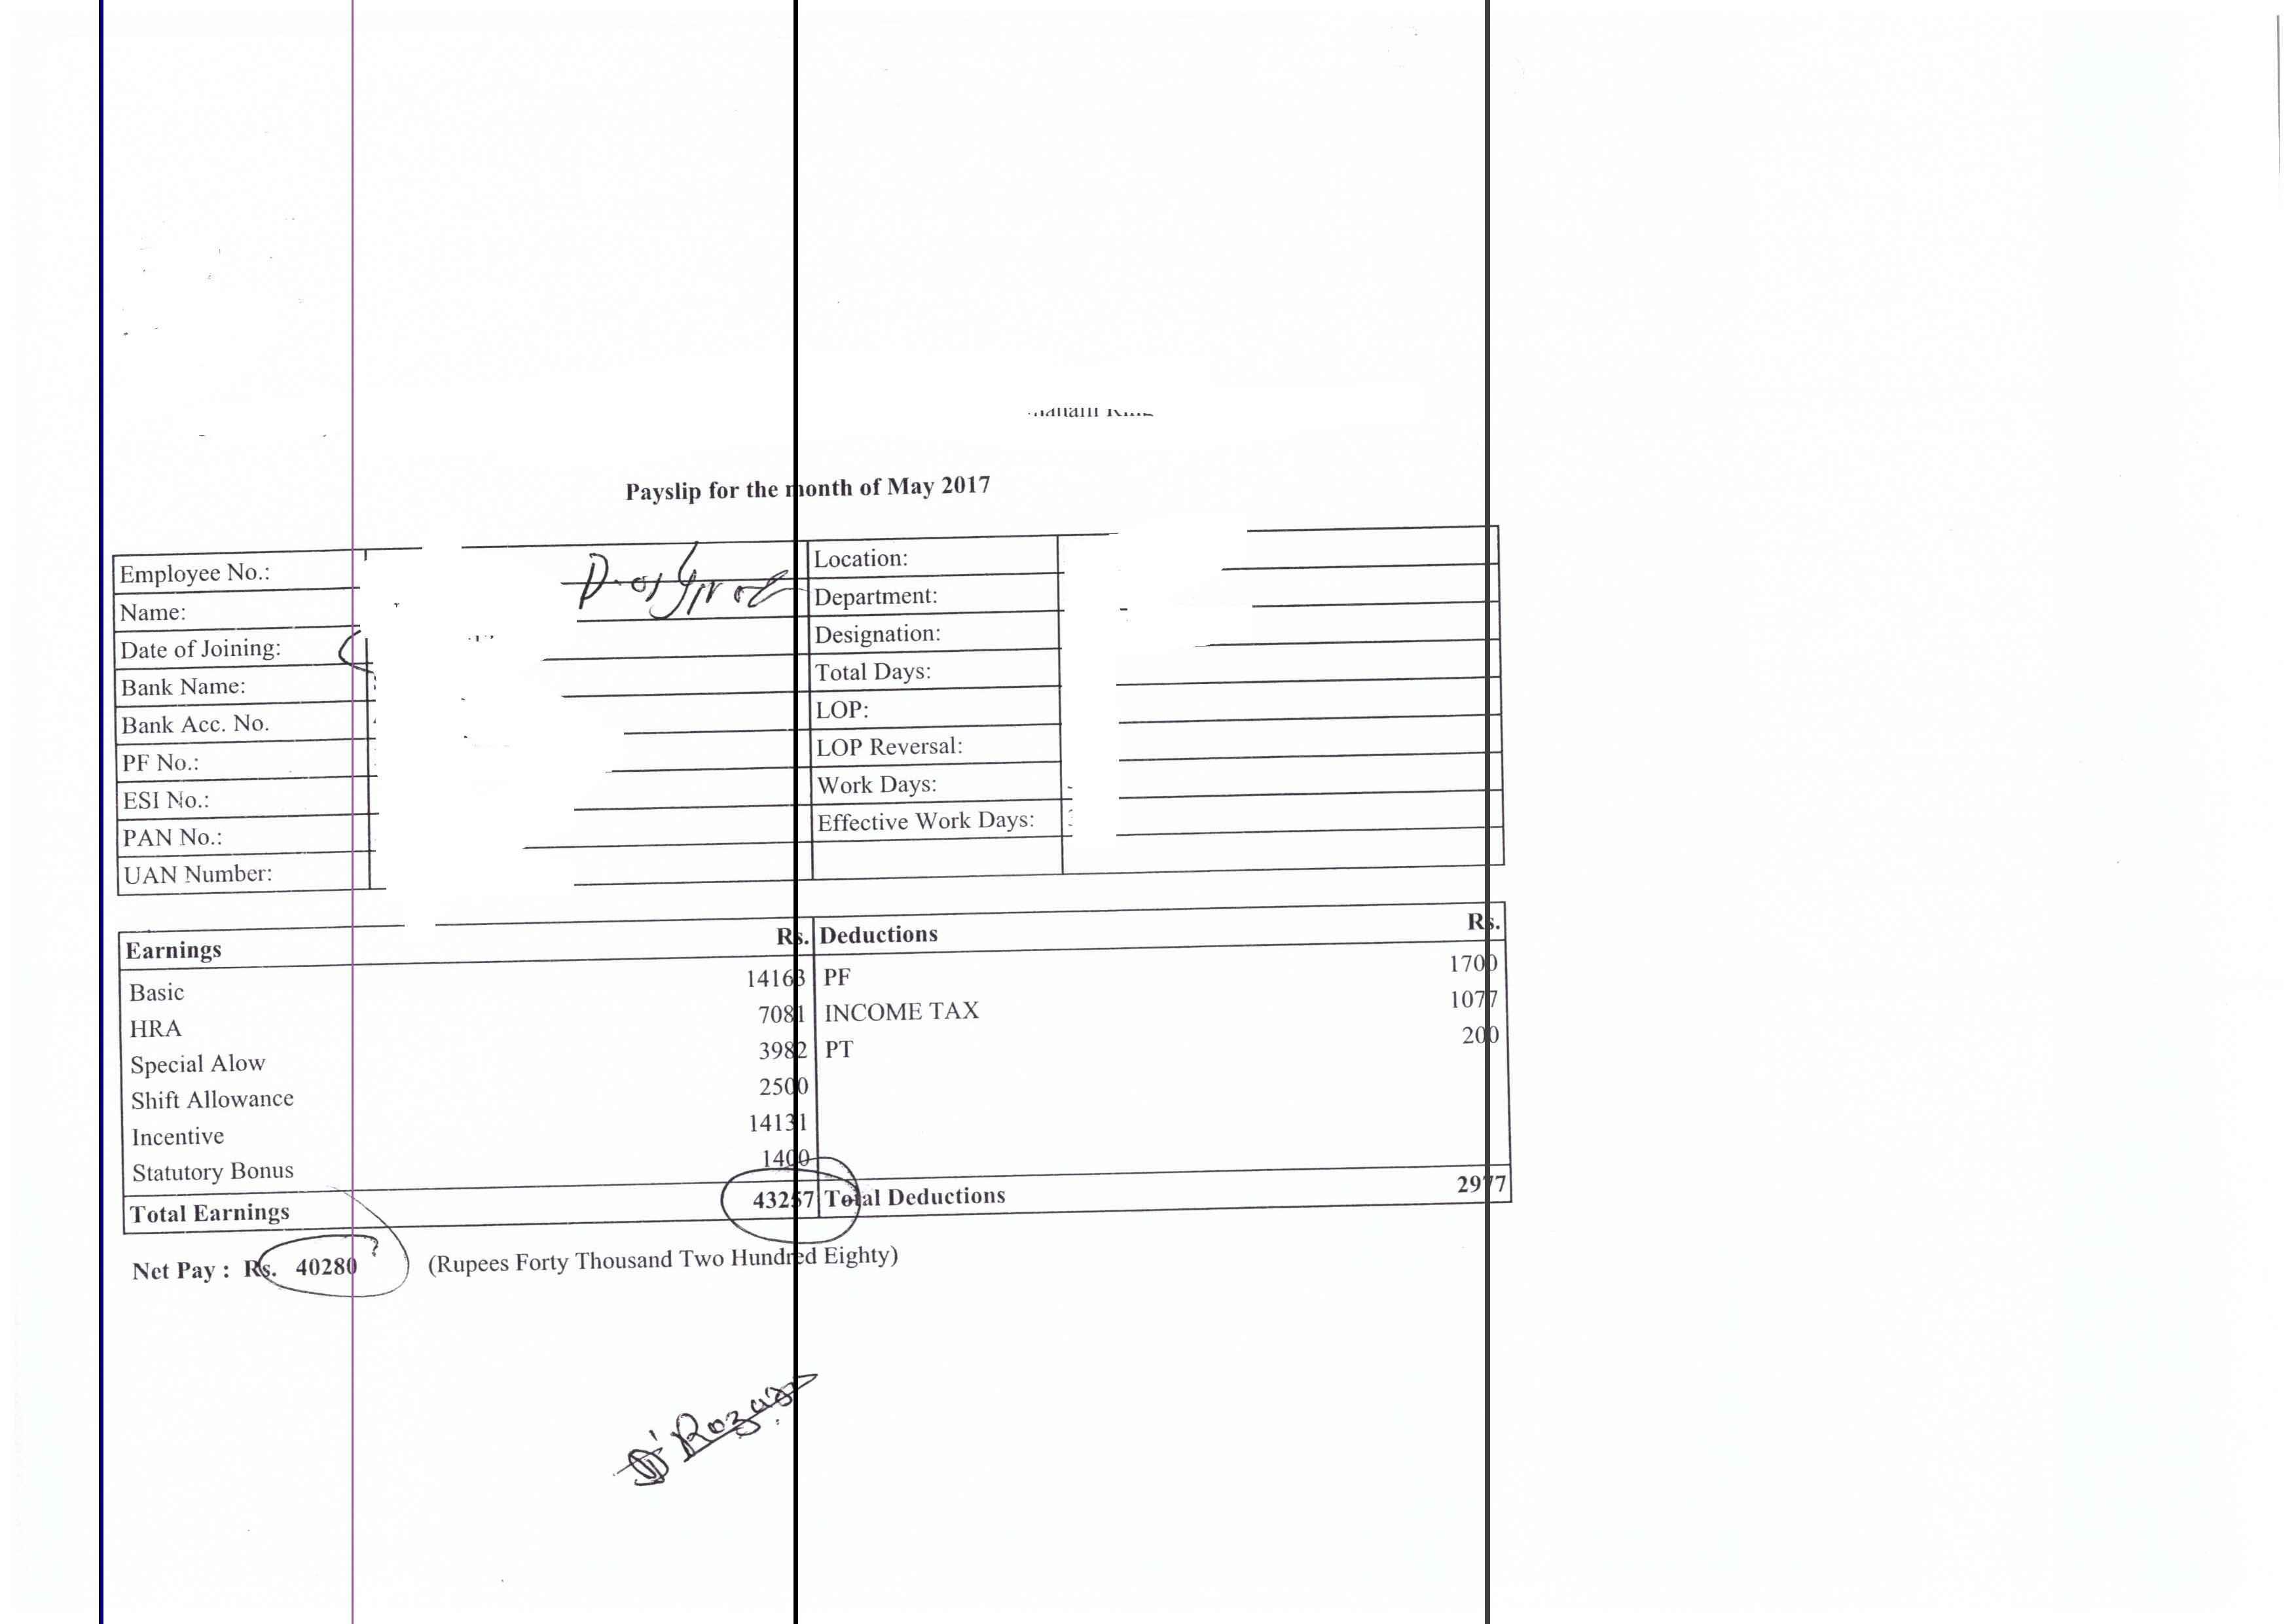 Payslip for the month of May 2017
Employee No.: Location:
Name: Department:
Date of Joining: Designation:
Bank Name: Total Days:
Bank Acc. No. LOP:
PF No.: LOP Reversal:
ESI No.: Work Days:
PAN No.: Effective Work Days:
UAN Number:
Earnings Rs. Deductions Rs.
Basic 14163 PF 1700
HRA 7081 INCOME TAX 1077
Special Alow 3982 PT 200
Shift Allowance 2500
Incentive 14131
Statutory Bonus 1400
Total Earnings 43257 Total Deductions 2977
Net Pay : Rs. 40280 ? (Rupees Forty Thousand Two Hundred Eighty)